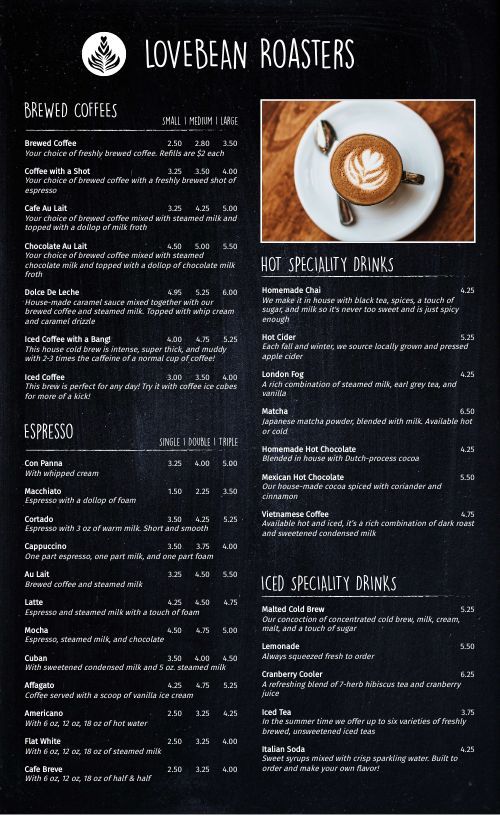 LOVEBEAN ROASTERS
BREWED COFFEES
SMALL | MEDIUM | LARGE
Brewed Coffee 2.50 2.80 3.50
Your choice of freshly brewed coffee. Refills are $2 each
Coffee with a Shot 3.25 3.50 4.00
Your choice of brewed coffee with a freshly brewed shot of
espresso
Cafe Au Lait 3.25 4.25 5.00
Your choice of brewed coffee mixed with steamed milk and
topped with a dollop of milk froth
Chocolate Au Lait 4.50 5.00 5.50
Your choice of brewed coffee mixed with steamed
chocolate milk and topped with a dollop of chocolate milk
froth
Dolce De Leche 4.95 5.25 6.00
House-made caramel sauce mixed together with our
brewed coffee and steamed milk. Topped with whip cream
and caramel drizzle
Iced Coffee with a Bang! 4.00 4.75 5.25
This house cold brew is intense, super thick, and muddy
with 2-3 times the caffeine of a normal cup of coffee!
Iced Coffee 3.00 3.50 4.00
This brew is perfect for any day! Try it with coffee ice cubes
for more of a kick!
ESPRESSO
SINGLE | DOUBLE | TRIPLE
Con Panna 3.25 4.00 5.00
With whipped cream
Macchiato 1.50 2.25 3.50
Espresso with a dollop of foam
Cortado 3.50 4.25 5.25
Espresso with 3 oz of warm milk. Short and smooth
Cappuccino 3.50 3.75 4.00
One part espresso, one part milk, and one part foam
Au Lait 3.25 4.50 5.50
Brewed coffee and steamed milk
Latte 4.25 4.50 4.75
Espresso and steamed milk with a touch of foam
Mocha 4.50 4.75 5.00
Espresso, steamed milk, and chocolate
Cuban 3.50 4.00 4.50
With sweetened condensed milk and 5 oz. steamed milk
Affagato 4.25 4.75 5.25
Coffee served with a scoop of vanilla ice cream
Americano 2.50 3.25 4.25
With 6 oz, 12 oz, 18 oz of hot water
Flat White 2.50 3.25 4.00
With 6 oz, 12 oz, 18 oz of steamed milk
Cafe Breve 2.50 3.25 4.00
With 6 oz, 12 oz, 18 oz of half & half
HOT SPECIALITY DRINKS
Homemade Chai 4.25
We make it in house with black tea, spices, a touch of
sugar, and milk so it's never too sweet and is just spicy
enough
Hot Cider 5.25
Each fall and winter, we source locally grown and pressed
apple cider
London Fog 4.25
A rich combination of steamed milk, earl grey tea, and
vanilla
Matcha 6.50
Japanese matcha powder, blended with milk. Available hot
or cold
Homemade Hot Chocolate 4.25
Blended in house with Dutch-process cocoa
Mexican Hot Chocolate 5.50
Our house-made cocoa spiced with coriander and
cinnamon
Vietnamese Coffee 4.75
Available hot and iced, it's a rich combination of dark roast
and sweetened condensed milk
ICED SPECIALITY DRINKS
Malted Cold Brew 5.25
Our concoction of concentrated cold brew, milk, cream,
malt, and a touch of sugar
Lemonade 5.50
Always squeezed fresh to order
Cranberry Cooler 6.25
A refreshing blend of 7-herb hibiscus tea and cranberry
juice
Iced Tea 3.75
In the summer time we offer up to six varieties of freshly
brewed, unsweetened iced teas
Italian Soda 4.25
Sweet syrups mixed with crisp sparkling water. Built to
order and make your own flavor!